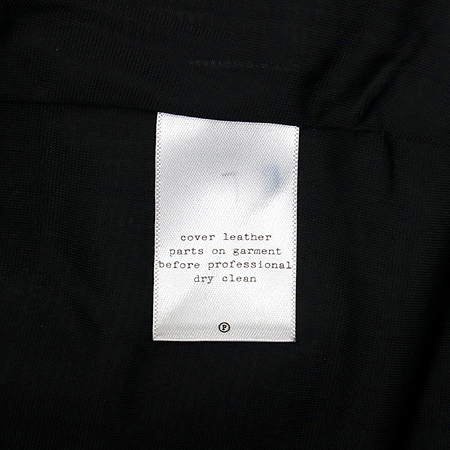 cover leather
parts on garment
before professional
dry clean
Ⓟ